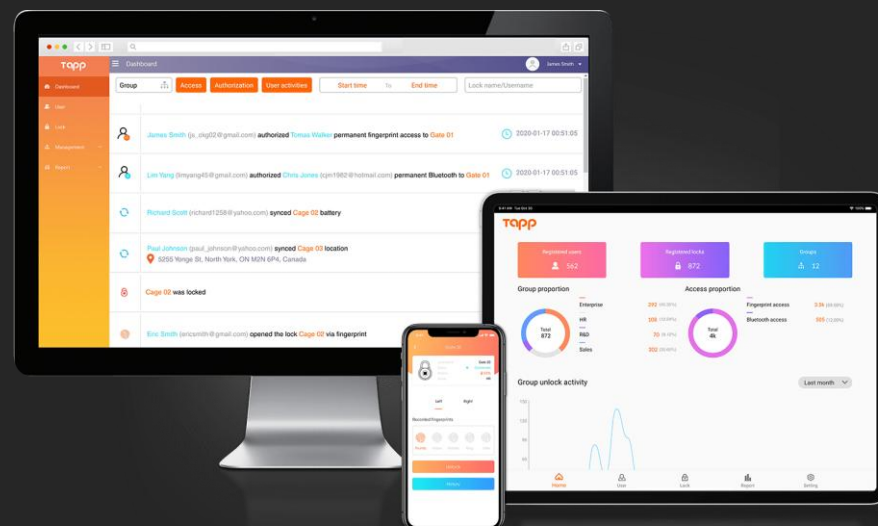 Tapp
Dashboard
James Smith
Dashboard
User
Lock
Management
Report
Group
Access
Authorization
User activities
Start time
To
End time
Lock name/Username
James Smith (js_okg02@gmail.com) authorized Tomas Walker permanent fingerprint access to Gate 01
2020-01-17 00:51:05
Lim Yang (limyang45@gmail.com) authorized Chris Jones (cjm1982@hotmail.com) permanent Bluetooth to Gate 01
2020-01-17 00:51:05
Richard Scott (richard1258@yahoo.com) synced Cage 02 battery
Paul Johnson (paul_johnson@yahoo.com) synced Cage 03 location
5255 Yonge St, North York, ON M2N 6P4, Canada
Cage 02 was locked
Eric Smith (ericsmith@gmail.com) opened the lock Cage 02 via fingerprint
Tapp
Registered users
562
Registered locks
872
Groups
12
Group proportion
Total
872
Enterprise
HR
R&D
Sales
Access proportion
Total
4k
Fingerprint access
Bluetooth access
Group unlock activity
Last month
Home
User
Lock
Report
Setting
Left
Right